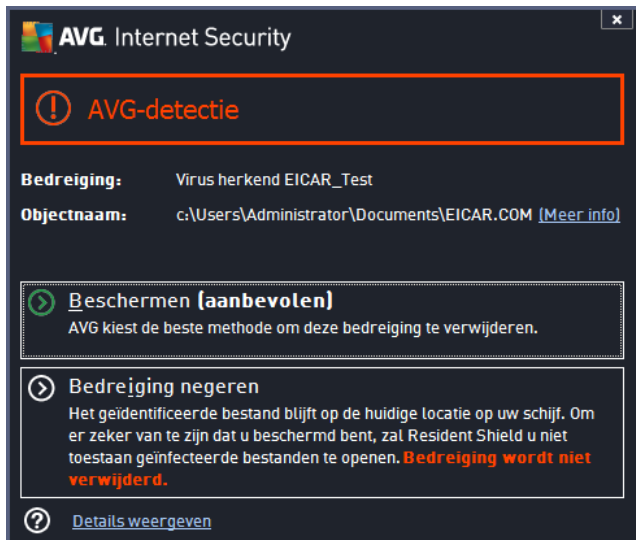 AVG. Internet Security
AVG-detectie
Bedreiging: Virus herkend EICAR_Test
Objectnaam: c:\Users\Administrator\Documents\EICAR.COM (Meer info)
Beschermen (aanbevolen)
AVG kiest de beste methode om deze bedreiging te verwijderen.
Bedreiging negeren
Het geïdentificeerde bestand blijft op de huidige locatie op uw schijf. Om
er zeker van te zijn dat u beschermd bent, zal Resident Shield u niet
toestaan geïnfecteerde bestanden te openen. Bedreiging wordt niet
verwijderd.
Details weergeven